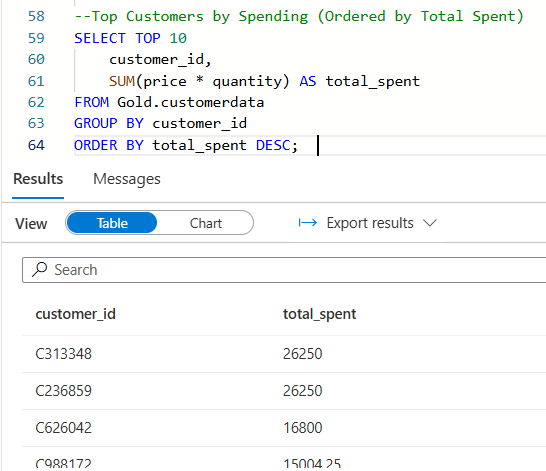 58 --Top Customers by Spending (Ordered by Total Spent)
59 SELECT TOP 10
60 customer_id,
61 SUM(price * quantity) AS total_spent
62 FROM Gold.customerdata
63 GROUP BY customer_id
64 ORDER BY total_spent DESC;
Results Messages
View Table Chart Export results
Search
customer_id total_spent
C313348 26250
C236859 26250
C626042 16800
C988172 15004.25